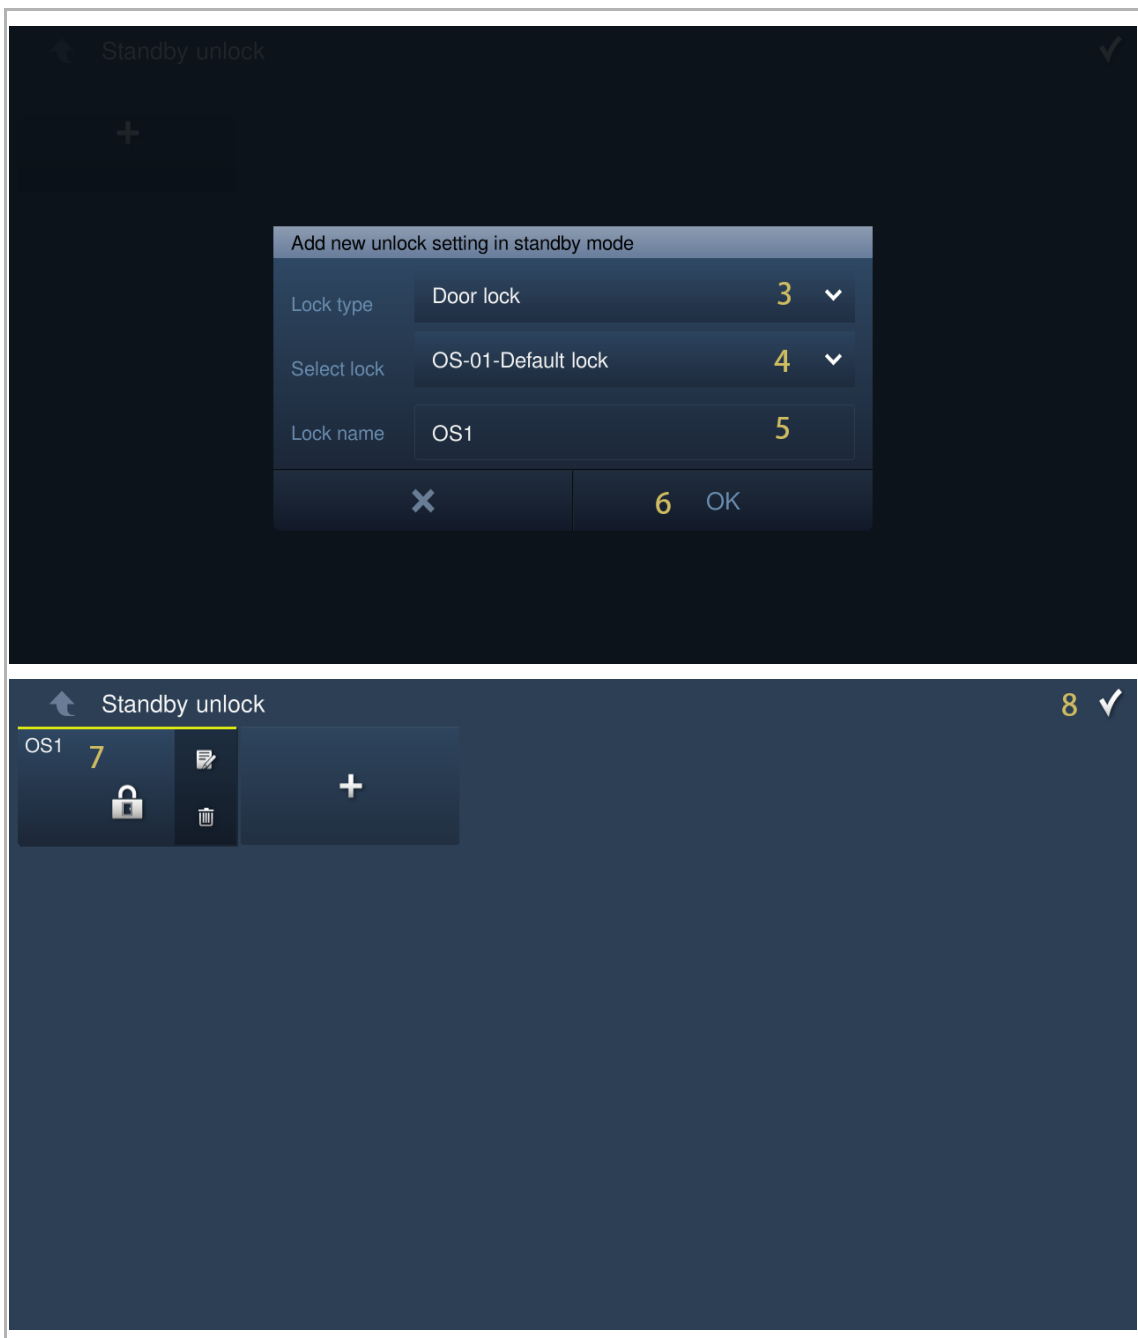 Standby unlock
Add new unlock setting in standby mode
Lock type Door lock 3
Select lock OS-01-Default lock 4
Lock name OS1 5
6 OK
Standby unlock 8
OS1 7